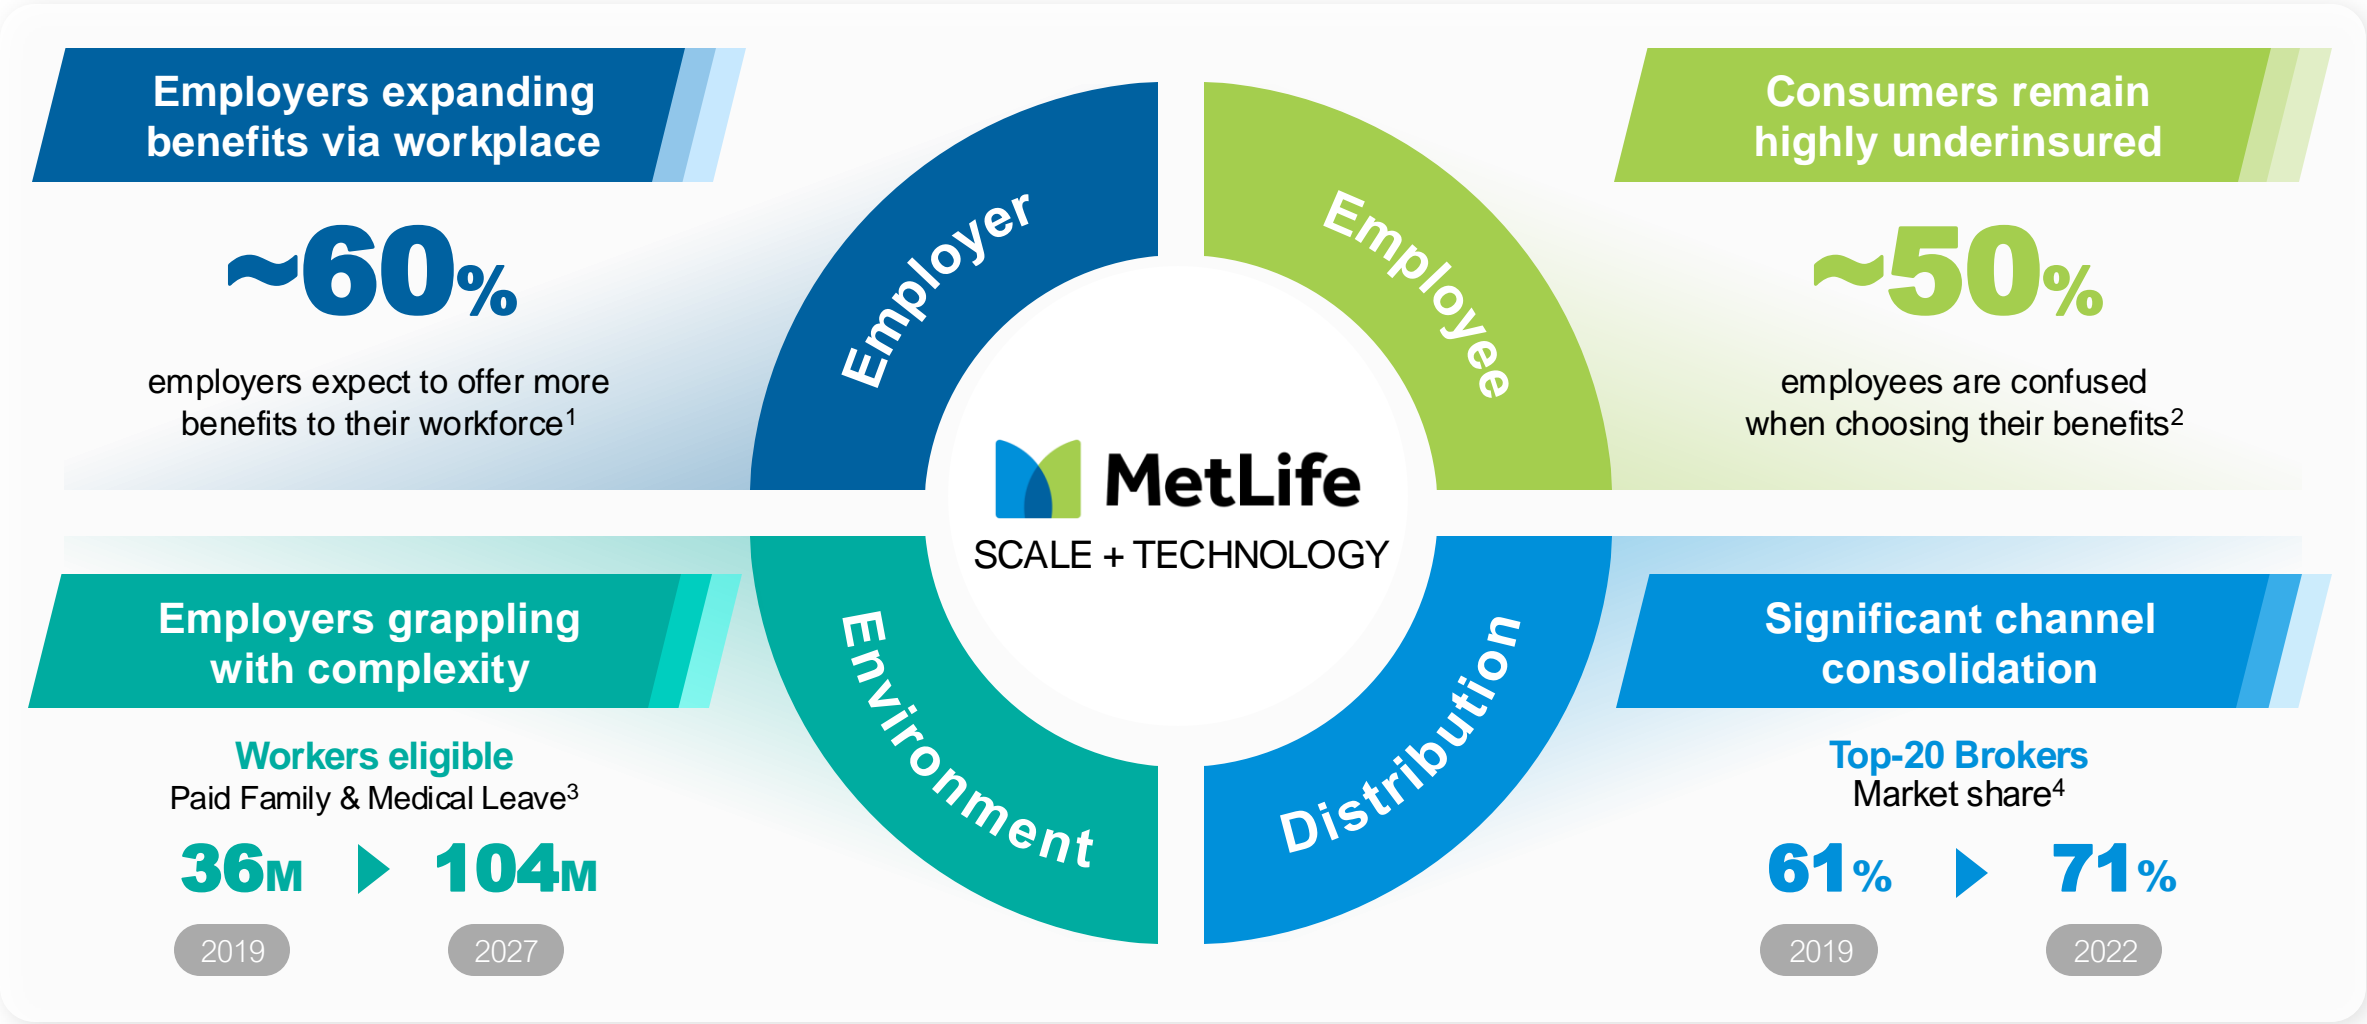 Employers expanding
benefits via workplace
~60%
employers expect to offer more
benefits to their workforce1
Employer
Employee
Consumers remain
highly underinsured
~50%
employees are confused
when choosing their benefits2
MetLife
SCALE + TECHNOLOGY
Employers grappling
with complexity
Workers eligible
Paid Family & Medical Leave3
36M 104M
2019 2027
Environment
Distribution
Significant channel
consolidation
Top-20 Brokers
Market share4
61% 71%
2019 2022